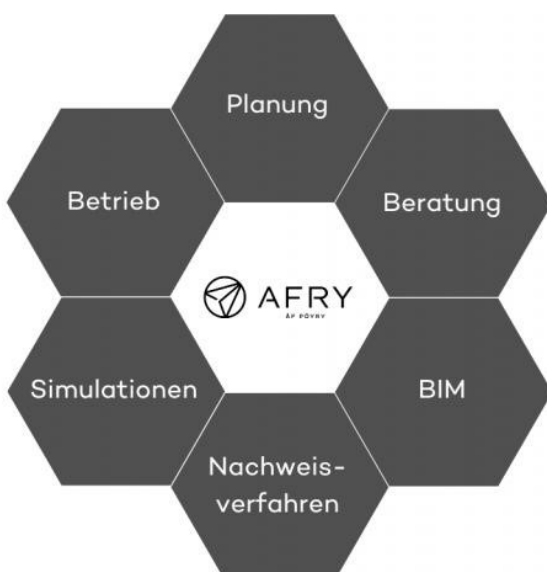 Planung
Betrieb
Beratung
AFRY
ÅF PÖYRY
Simulationen
BIM
Nachweis-
verfahren